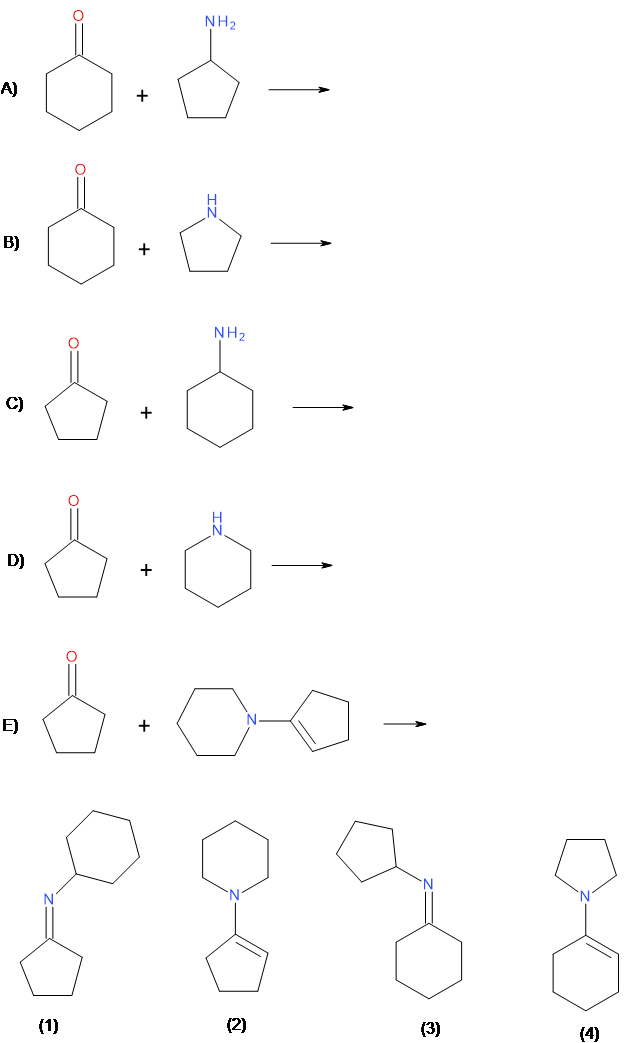 O
NH2
A)
+
O
H
N
B)
+
NH2
O
C)
+
O
H
N
D)
+
O
E)
+
N
N
N
N
N
(1)
(2)
(3)
(4)